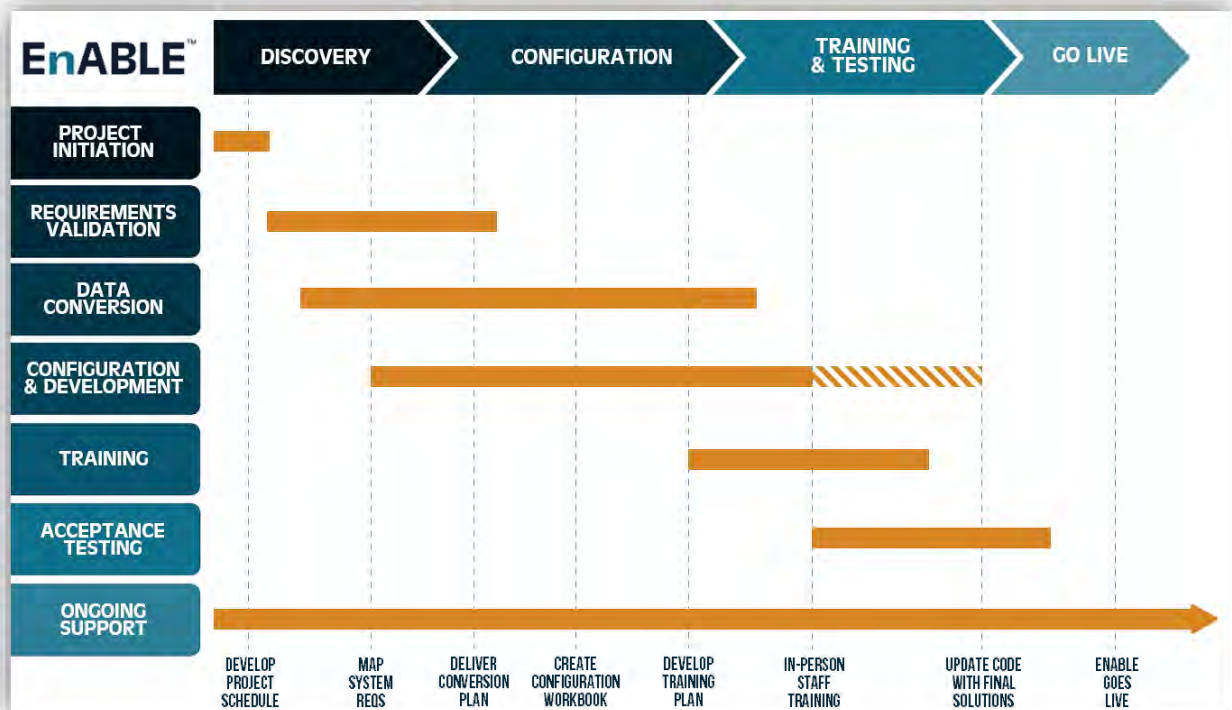 EnABLE™
DISCOVERY
CONFIGURATION
TRAINING
& TESTING
GO LIVE
PROJECT
INITIATION
REQUIREMENTS
VALIDATION
DATA
CONVERSION
CONFIGURATION
& DEVELOPMENT
TRAINING
ACCEPTANCE
TESTING
ONGOING
SUPPORT
DEVELOP
PROJECT
SCHEDULE
MAP
SYSTEM
REQS
DELIVER
CONVERSION
PLAN
CREATE
CONFIGURATION
WORKBOOK
DEVELOP
TRAINING
PLAN
IN-PERSON
STAFF
TRAINING
UPDATE CODE
WITH FINAL
SOLUTIONS
ENABLE
GOES
LIVE